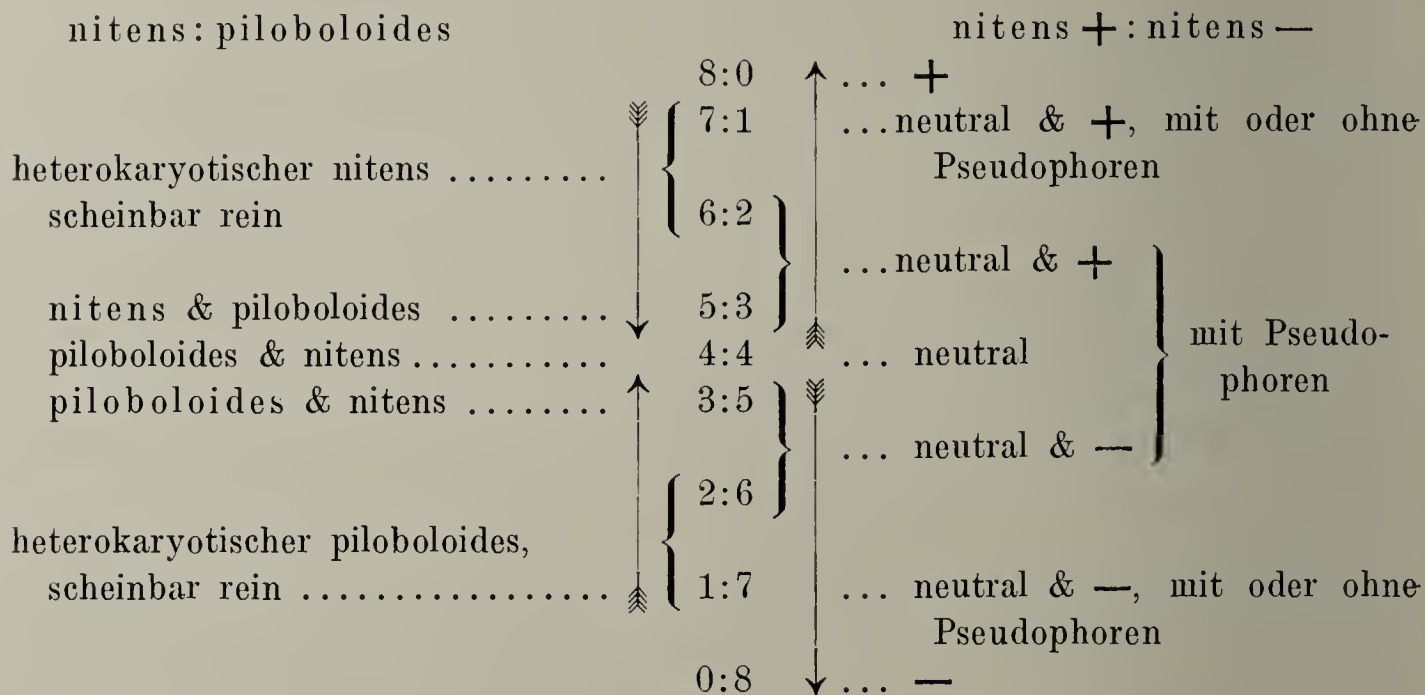 nitens: piloboloides nitens +: nitens —
8:0 ... +
7:1 ...neutral & +, mit oder ohne
heterokaryotischer nitens ......... Pseudophoren
scheinbar rein 6:2
...neutral & +
nitens & piloboloides ......... 5:3
piloboloides & nitens ........... 4:4 ... neutral mit Pseudo-
phoren
piloboloides & nitens ........ 3:5
... neutral & —
2:6
heterokaryotischer piloboloides,
scheinbar rein ................. 1:7 ... neutral & —, mit oder ohne
Pseudophoren
0:8 ... —